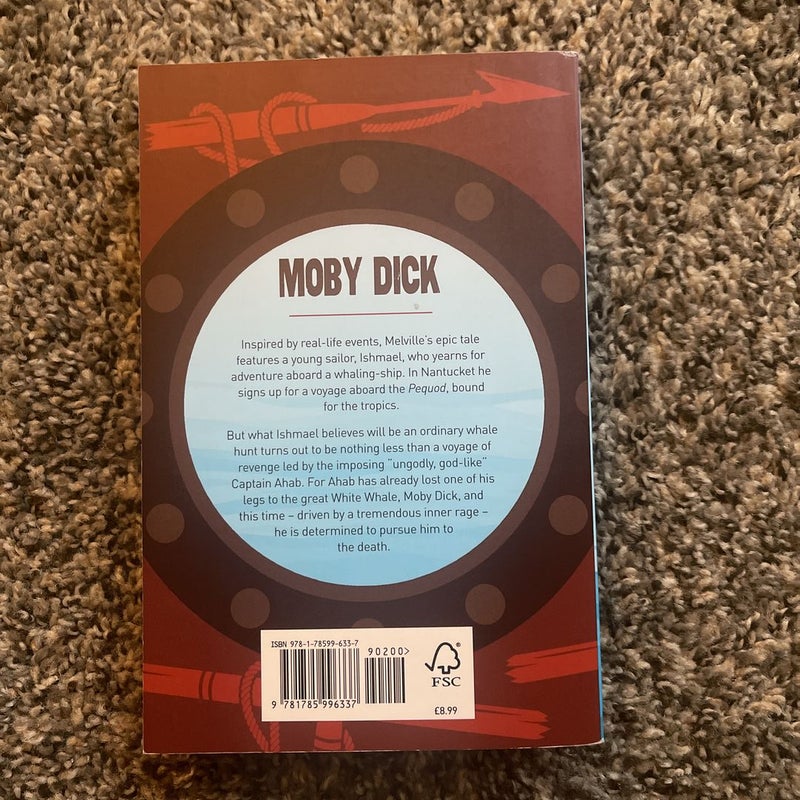 MOBY DICK
Inspired by real-life events, Melville's epic tale
features a young sailor, Ishmael, who yearns for
adventure aboard a whaling-ship. In Nantucket he
signs up for a voyage aboard the Pequod, bound
for the tropics.
But what Ishmael believes will be an ordinary whale
hunt turns out to be nothing less than a voyage of
revenge led by the imposing "ungodly, god-like"
Captain Ahab. For Ahab has already lost one of his
legs to the great White Whale, Moby Dick, and
this time – driven by a tremendous inner rage –
he is determined to pursue him to
the death.
ISBN 978-1-78599-633-7
90200>
9 781785 996337
FSC
£8.99